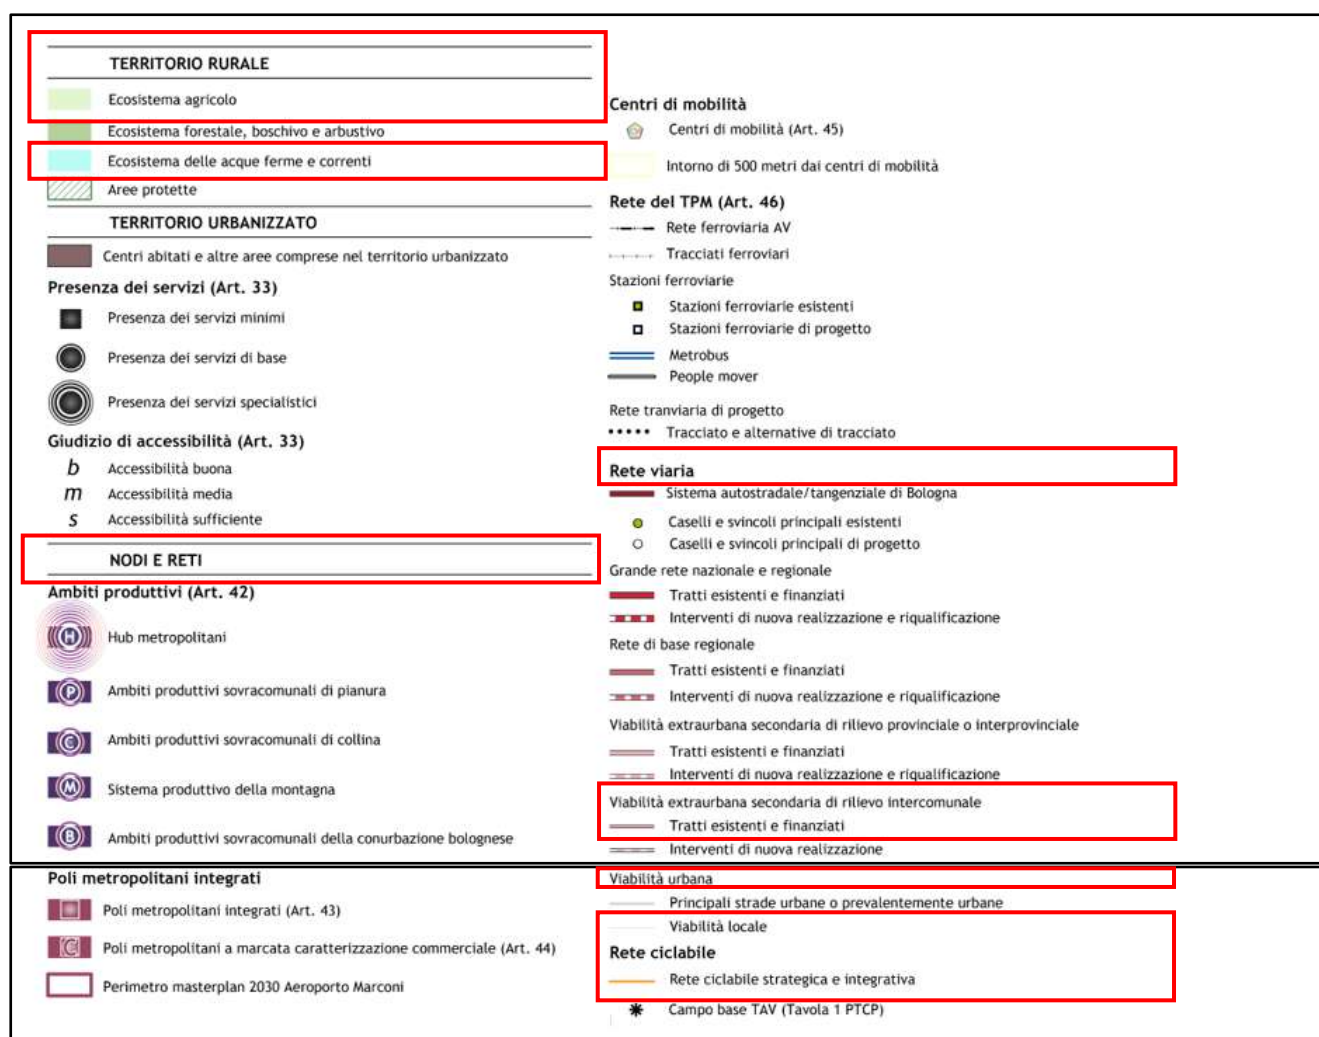 TERRITORIO RURALE
Ecosistema agricolo
Ecosistema forestale, boschivo e arbustivo
Ecosistema delle acque ferme e correnti
Aree protette
TERRITORIO URBANIZZATO
Centri abitati e altre aree comprese nel territorio urbanizzato
Presenza dei servizi (Art. 33)
Presenza dei servizi minimi
Presenza dei servizi di base
Presenza dei servizi specialistici
Giudizio di accessibilità (Art. 33)
b Accessibilità buona
m Accessibilità media
s Accessibilità sufficiente
NODI E RETI
Ambiti produttivi (Art. 42)
H Hub metropolitani
P Ambiti produttivi sovracomunali di pianura
C Ambiti produttivi sovracomunali di collina
M Sistema produttivo della montagna
B Ambiti produttivi sovracomunali della conurbazione bolognese
Poli metropolitani integrati
Poli metropolitani integrati (Art. 43)
C Poli metropolitani a marcata caratterizzazione commerciale (Art. 44)
Perimetro masterplan 2030 Aeroporto Marconi
Centri di mobilità
Centri di mobilità (Art. 45)
Intorno di 500 metri dai centri di mobilità
Rete del TPM (Art. 46)
Rete ferroviaria AV
Tracciati ferroviari
Stazioni ferroviarie
Stazioni ferroviarie esistenti
Stazioni ferroviarie di progetto
Metrobus
People mover
Rete tranviaria di progetto
Tracciato e alternative di tracciato
Rete viaria
Sistema autostradale/tangenziale di Bologna
Caselli e svincoli principali esistenti
Caselli e svincoli principali di progetto
Grande rete nazionale e regionale
Tratti esistenti e finanziati
Interventi di nuova realizzazione e riqualificazione
Rete di base regionale
Tratti esistenti e finanziati
Interventi di nuova realizzazione e riqualificazione
Viabilità extraurbana secondaria di rilievo provinciale o interprovinciale
Tratti esistenti e finanziati
Interventi di nuova realizzazione e riqualificazione
Viabilità extraurbana secondaria di rilievo intercomunale
Tratti esistenti e finanziati
Interventi di nuova realizzazione
Viabilità urbana
Principali strade urbane o prevalentemente urbane
Viabilità locale
Rete ciclabile
Rete ciclabile strategica e integrativa
Campo base TAV (Tavola 1 PTCP)